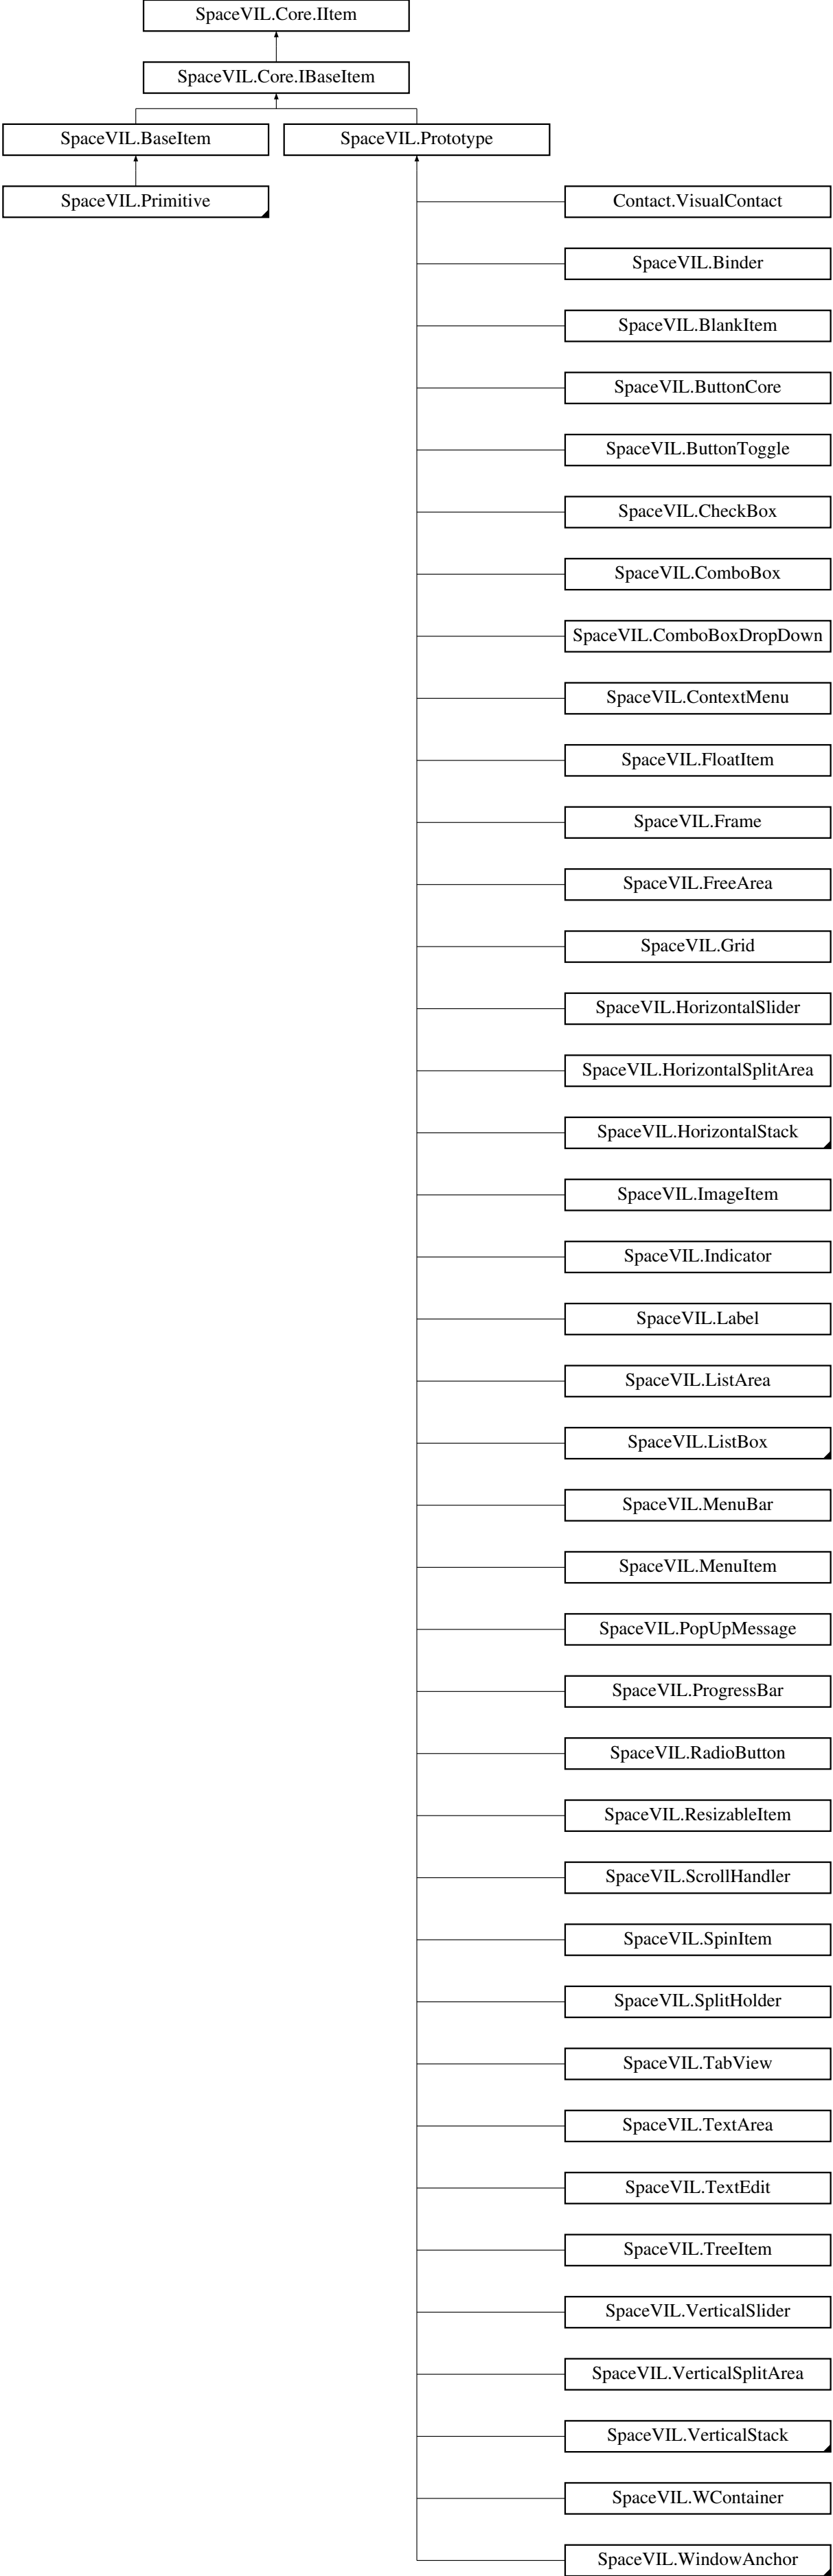 SpaceVIL.Core.IItem
SpaceVIL.Core.IBaseItem
SpaceVIL.BaseItem
SpaceVIL.Prototype
SpaceVIL.Primitive
Contact.VisualContact
SpaceVIL.Binder
SpaceVIL.BlankItem
SpaceVIL.ButtonCore
SpaceVIL.ButtonToggle
SpaceVIL.CheckBox
SpaceVIL.ComboBox
SpaceVIL.ComboBoxDropDown
SpaceVIL.ContextMenu
SpaceVIL.FloatItem
SpaceVIL.Frame
SpaceVIL.FreeArea
SpaceVIL.Grid
SpaceVIL.HorizontalSlider
SpaceVIL.HorizontalSplitArea
SpaceVIL.HorizontalStack
SpaceVIL.ImageItem
SpaceVIL.Indicator
SpaceVIL.Label
SpaceVIL.ListArea
SpaceVIL.ListBox
SpaceVIL.MenuBar
SpaceVIL.MenuItem
SpaceVIL.PopUpMessage
SpaceVIL.ProgressBar
SpaceVIL.RadioButton
SpaceVIL.ResizableItem
SpaceVIL.ScrollHandler
SpaceVIL.SpinItem
SpaceVIL.SplitHolder
SpaceVIL.TabView
SpaceVIL.TextArea
SpaceVIL.TextEdit
SpaceVIL.TreeItem
SpaceVIL.VerticalSlider
SpaceVIL.VerticalSplitArea
SpaceVIL.VerticalStack
SpaceVIL.WContainer
SpaceVIL.WindowAnchor